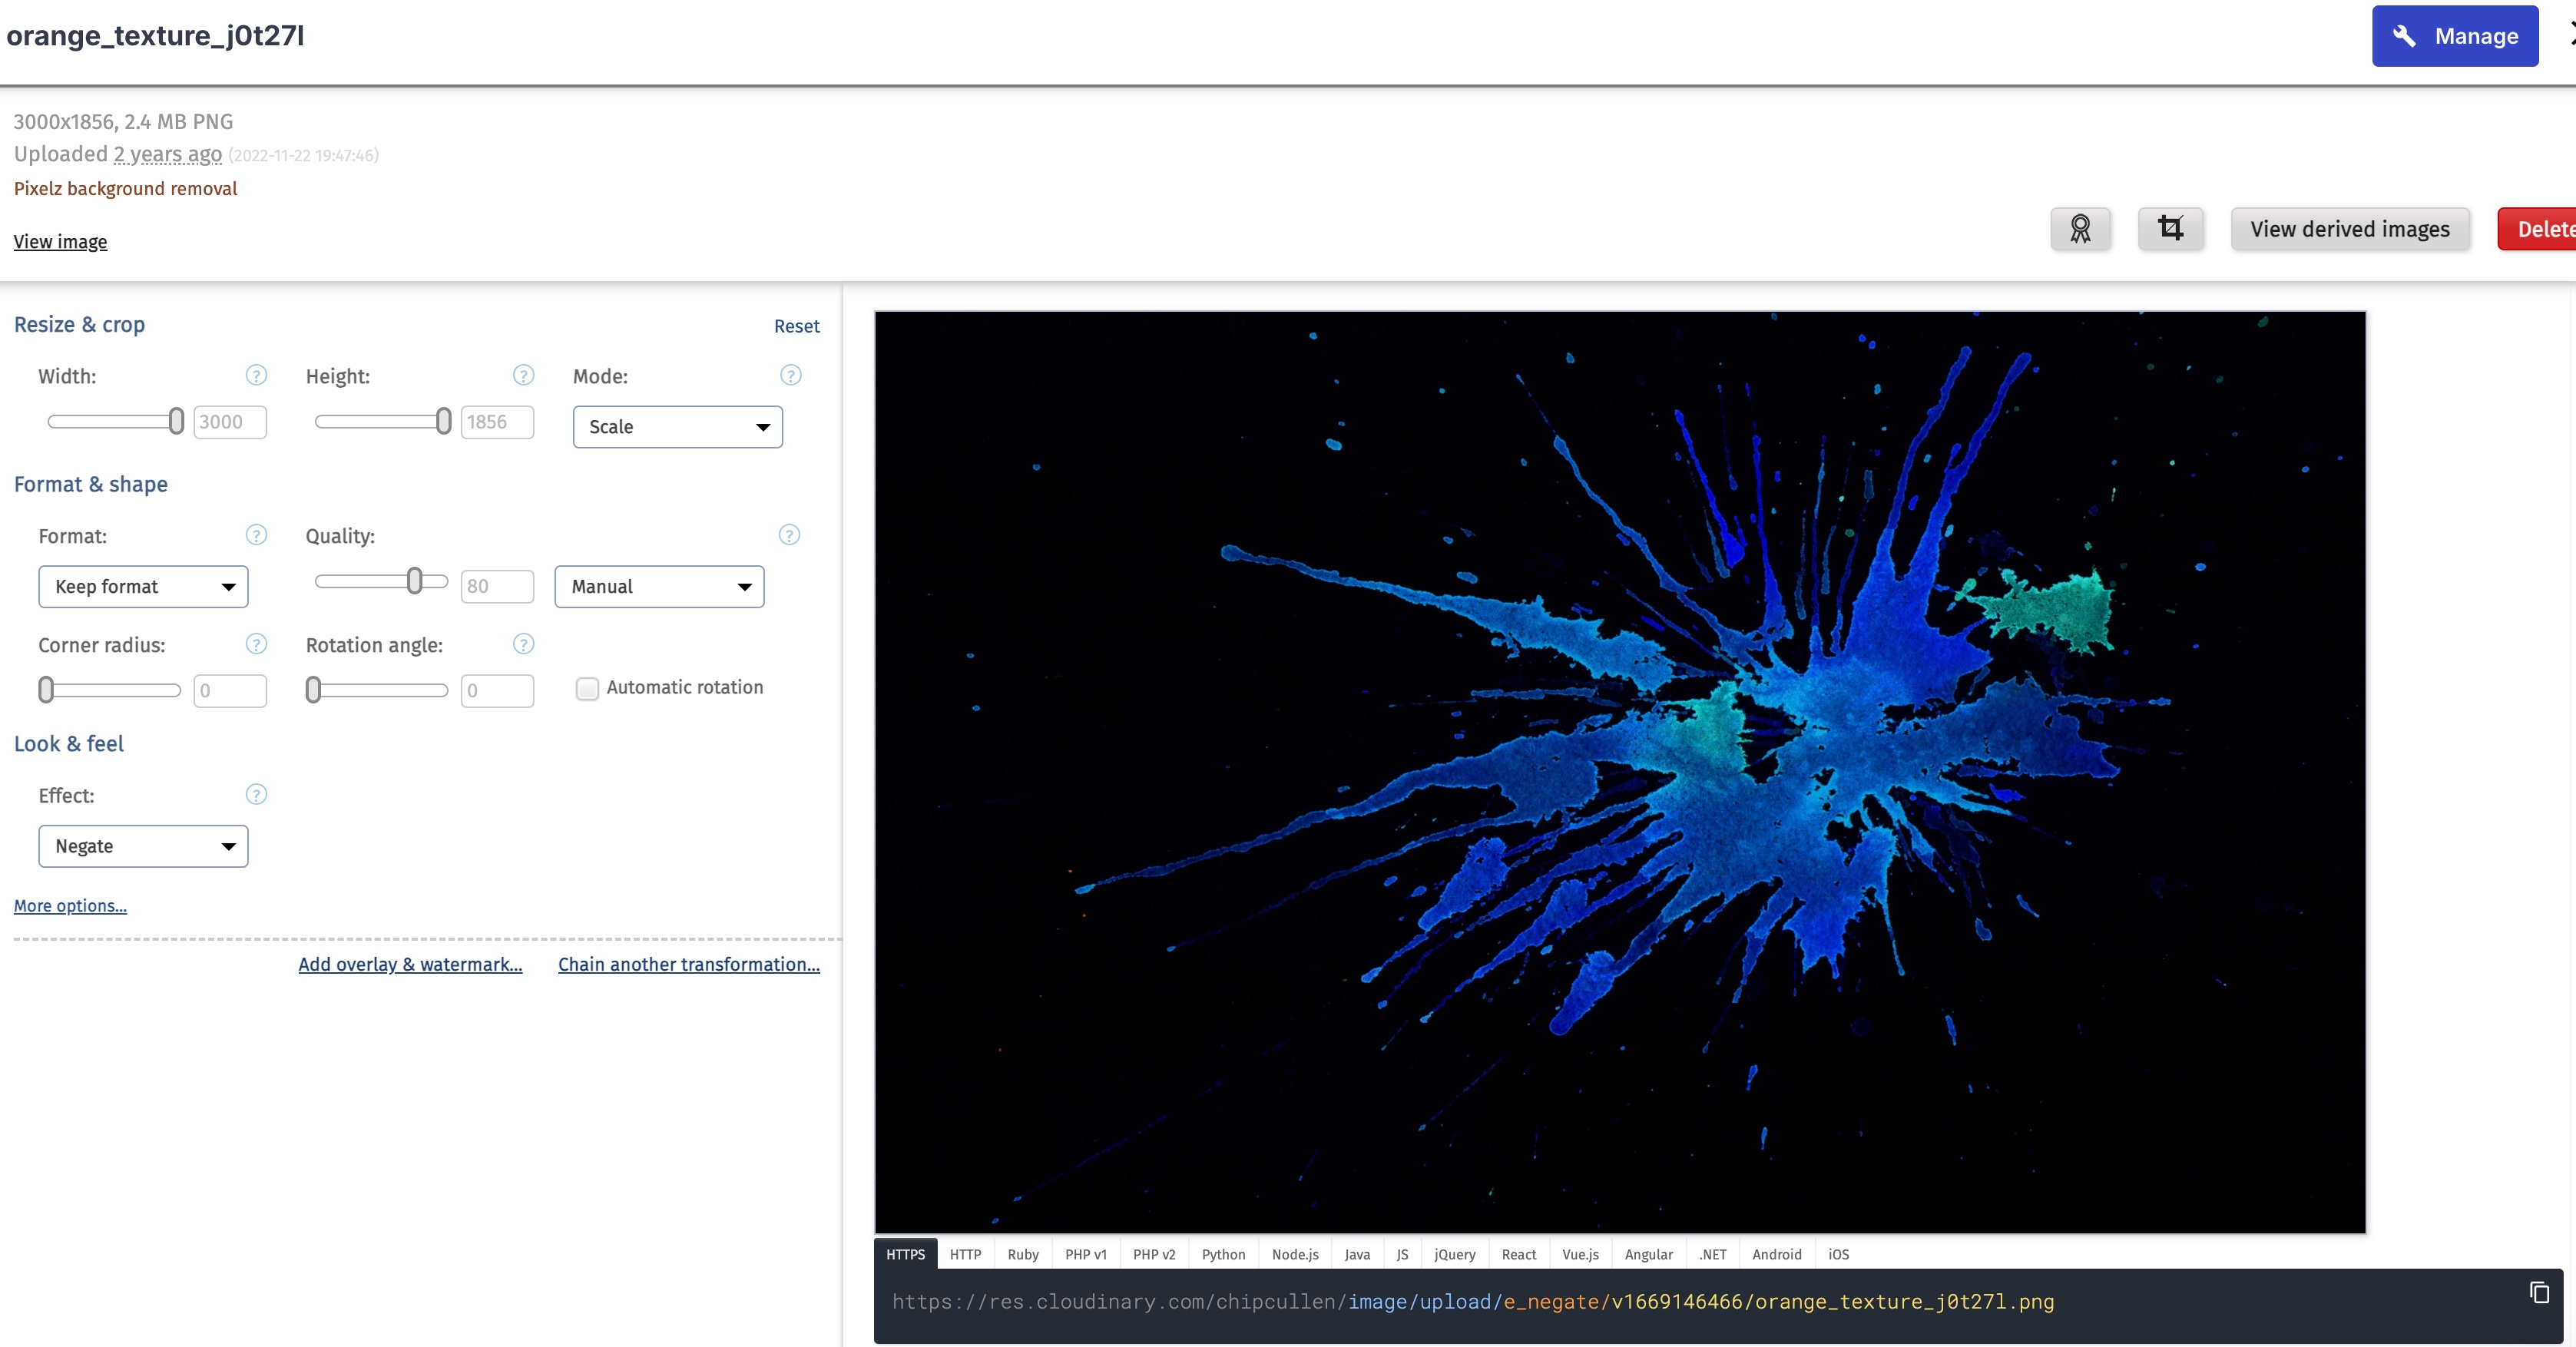 orange_texture_j0t27l
Manage
3000x1856, 2.4 MB PNG
Uploaded 2 years ago (2022-11-22 19:47:46)
Pixelz background removal
View image
View derived images
Delete
Resize & crop
Reset
Width: ?
Height: ?
Mode: ?
3000
1856
Scale
Format & shape
Format: ?
Quality: ?
Keep format
80
Manual
Corner radius: ?
Rotation angle: ?
0
0
Automatic rotation
Look & feel
Effect: ?
Negate
More options...
Add overlay & watermark...
Chain another transformation...
HTTPS HTTP Ruby PHP v1 PHP v2 Python Node.js Java JS jQuery React Vue.js Angular .NET Android iOS
https://res.cloudinary.com/chipcullen/image/upload/e_negate/v1669146466/orange_texture_j0t27l.png